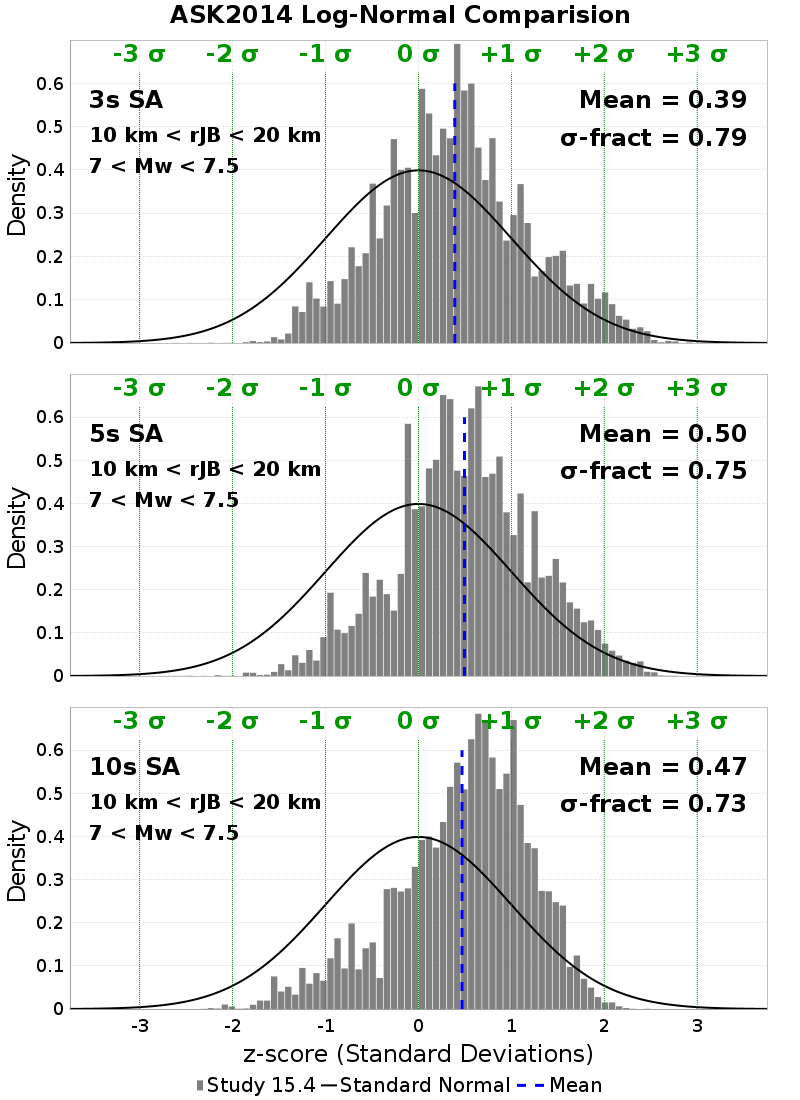 ASK2014 Log-Normal Comparision
-3 σ -2 σ -1 σ 0 σ +1 σ +2 σ +3 σ
3s SA
10 km < rJB < 20 km
7 < Mw < 7.5
Mean = 0.39
σ-fract = 0.79
Density
0.6
0.5
0.4
0.3
0.2
0.1
0
-3 σ -2 σ -1 σ 0 σ +1 σ +2 σ +3 σ
5s SA
10 km < rJB < 20 km
7 < Mw < 7.5
Mean = 0.50
σ-fract = 0.75
Density
0.6
0.5
0.4
0.3
0.2
0.1
0
-3 σ -2 σ -1 σ 0 σ +1 σ +2 σ +3 σ
10s SA
10 km < rJB < 20 km
7 < Mw < 7.5
Mean = 0.47
σ-fract = 0.73
Density
0.6
0.5
0.4
0.3
0.2
0.1
0
-3 -2 -1 0 1 2 3
z-score (Standard Deviations)
Study 15.4 Standard Normal Mean